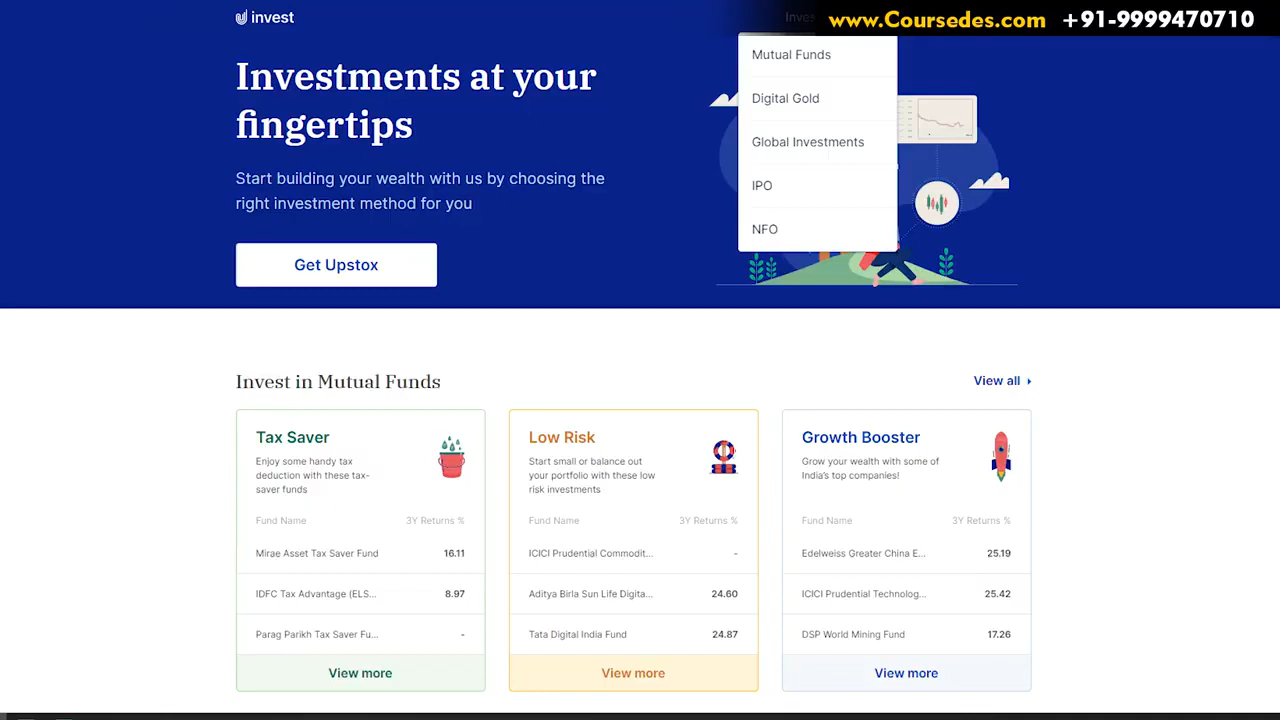 invest
Inves
www.Coursedes.com +91-9999470710
Investments at your
fingertips
Start building your wealth with us by choosing the
right investment method for you
Get Upstox
Mutual Funds
Digital Gold
Global Investments
IPO
NFO
Invest in Mutual Funds
View all
Tax Saver
Enjoy some handy tax
deduction with these tax-
saver funds
Fund Name 3Y Returns %
Mirae Asset Tax Saver Fund 16.11
IDFC Tax Advantage (ELS... 8.97
Parag Parikh Tax Saver Fu... -
View more
Low Risk
Start small or balance out
your portfolio with these low
risk investments
Fund Name 3Y Returns %
ICICI Prudential Commodit... -
Aditya Birla Sun Life Digita... 24.60
Tata Digital India Fund 24.87
View more
Growth Booster
Grow your wealth with some of
India's top companies!
Fund Name 3Y Returns %
Edelweiss Greater China E... 25.19
ICICI Prudential Technolog... 25.42
DSP World Mining Fund 17.26
View more